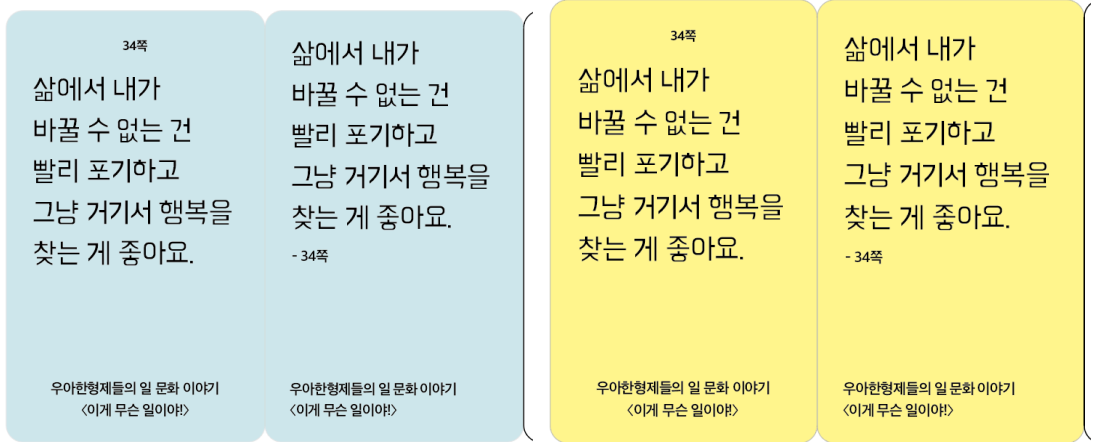 34쪽
삶에서 내가
바꿀 수 없는 건
빨리 포기하고
그냥 거기서 행복을
찾는 게 좋아요.
우아한형제들의 일 문화 이야기
〈이게 무슨 일이야!〉
삶에서 내가
바꿀 수 없는 건
빨리 포기하고
그냥 거기서 행복을
찾는 게 좋아요.
- 34쪽
우아한형제들의 일 문화 이야기
〈이게 무슨 일이야!〉
34쪽
삶에서 내가
바꿀 수 없는 건
빨리 포기하고
그냥 거기서 행복을
찾는 게 좋아요.
우아한형제들의 일 문화 이야기
〈이게 무슨 일이야!〉
삶에서 내가
바꿀 수 없는 건
빨리 포기하고
그냥 거기서 행복을
찾는 게 좋아요.
- 34쪽
우아한형제들의 일 문화 이야기
〈이게 무슨 일이야!〉